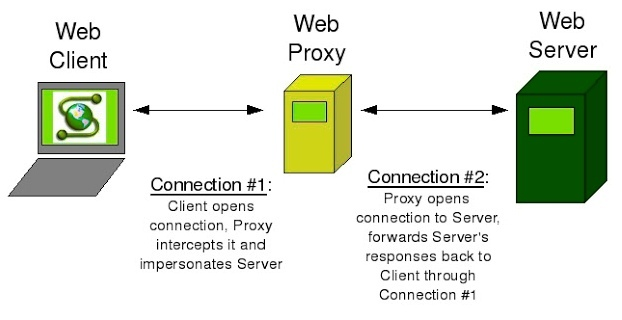 Web
Client
Web
Proxy
Web
Server
Connection #1:
Client opens
connection, Proxy
intercepts it and
impersonates Server
Connection #2:
Proxy opens
connection to Server,
forwards Server's
responses back to
Client through
Connection #1